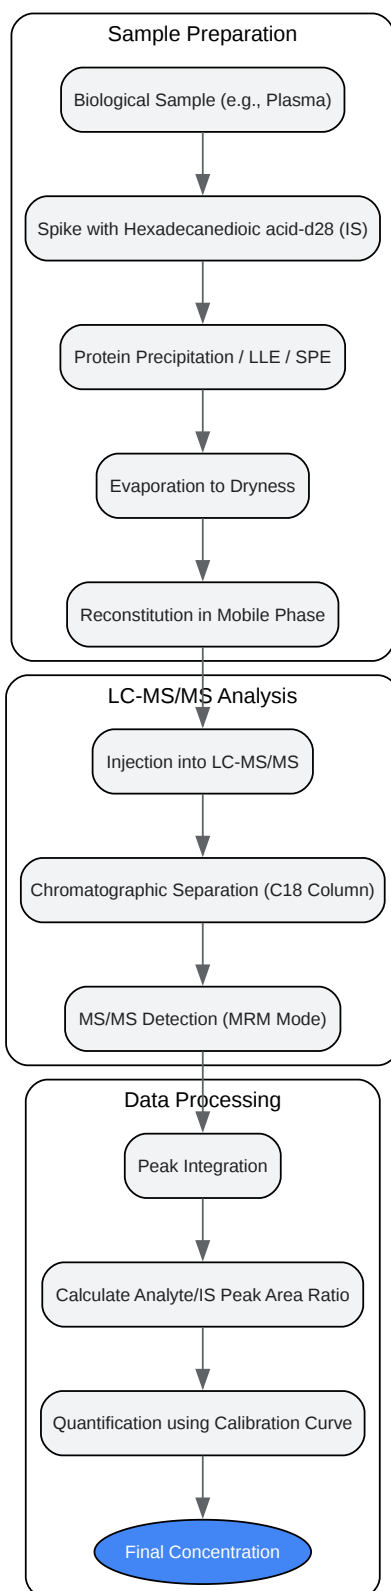 Sample Preparation
Biological Sample (e.g., Plasma)
Spike with Hexadecanedioic acid-d28 (IS)
Protein Precipitation / LLE / SPE
Evaporation to Dryness
Reconstitution in Mobile Phase
LC-MS/MS Analysis
Injection into LC-MS/MS
Chromatographic Separation (C18 Column)
MS/MS Detection (MRM Mode)
Data Processing
Peak Integration
Calculate Analyte/IS Peak Area Ratio
Quantification using Calibration Curve
Final Concentration